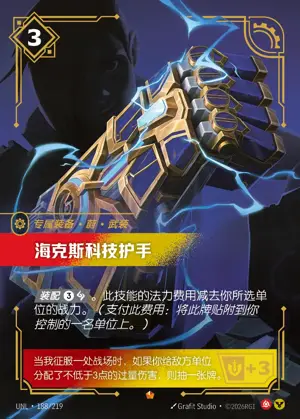 3
专属装备·蔚·武装
海克斯科技护手
装配 3 。此技能的法力费用减去你所选单
位的战力。（支付此费用：将此牌贴附到你
控制的一名单位上。）
当我征服一处战场时，如果你给敌方单位
分配了不低于3点的过量伤害，则抽一张牌。
+3
UNL · 188/219
Grafit Studio · ©2026RGI